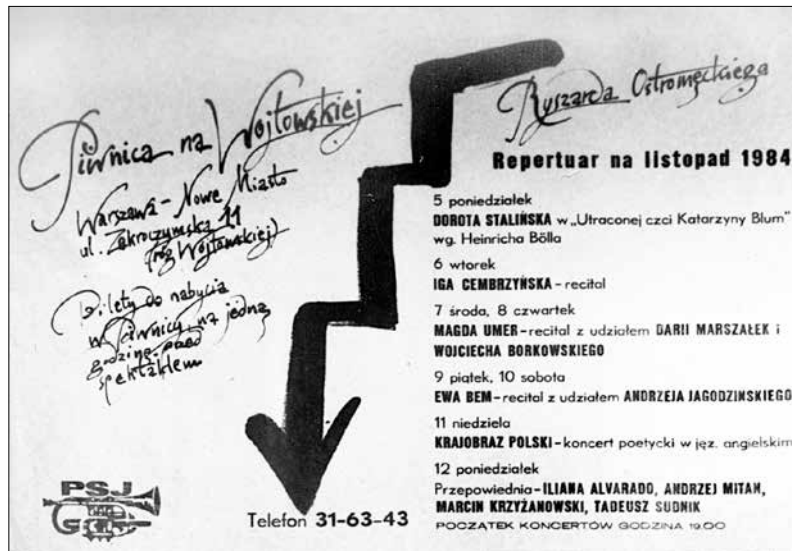 Piwnica na Wojtowskiej
Warszawa - Nowe Miasto
ul. Zakroczymska 11
(róg Wojtowskiej)
Bilety do nabycia
w Piwnicy, na jedną
godzinę przed
spektaklem
PSJ
Ryszarda Ostromęckiego
Repertuar na listopad 1984
5 poniedziałek
DOROTA STALIŃSKA w „Utraconej czci Katarzyny Blum"
wg. Heinricha Bölla
6 wtorek
IGA CEMBRZYŃSKA - recital
7 środa, 8 czwartek
MAGDA UMER - recital z udziałem DARII MARSZAŁEK i
WOJCIECHA BORKOWSKIEGO
9 piątek, 10 sobota
EWA BEM - recital z udziałem ANDRZEJA JAGODZIŃSKIEGO
11 niedziela
KRAJOBRAZ POLSKI - koncert poetycki w jęz. angielskim
12 poniedziałek
Przepowiednia - ILIANA ALVARADO, ANDRZEJ MITAN,
MARCIN KRZYŻANOWSKI, TADEUSZ SUDNIK
POCZĄTEK KONCERTÓW GODZINA 19.00
Telefon 31-63-43